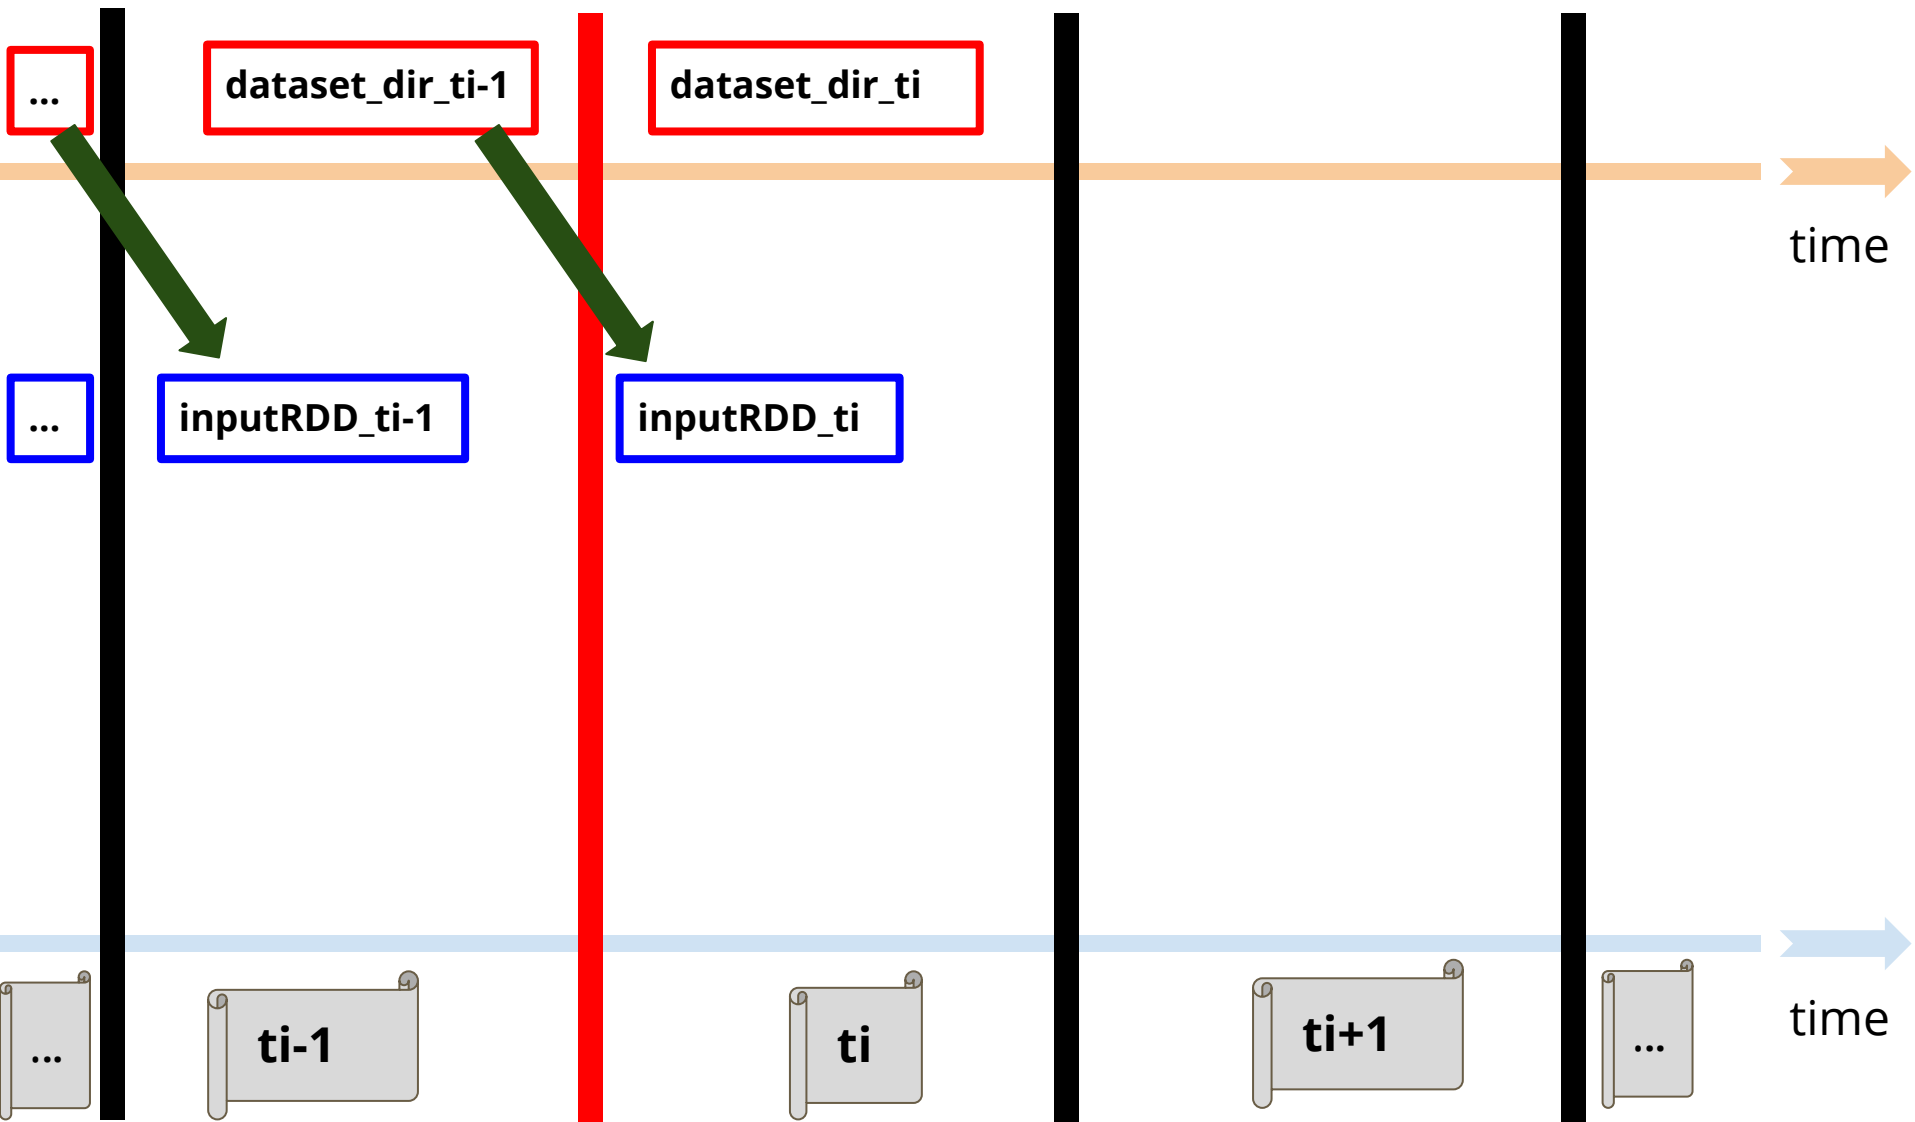 ...
dataset_dir_ti-1
dataset_dir_ti
time
...
inputRDD_ti-1
inputRDD_ti
...
ti-1
ti
ti+1
...
time